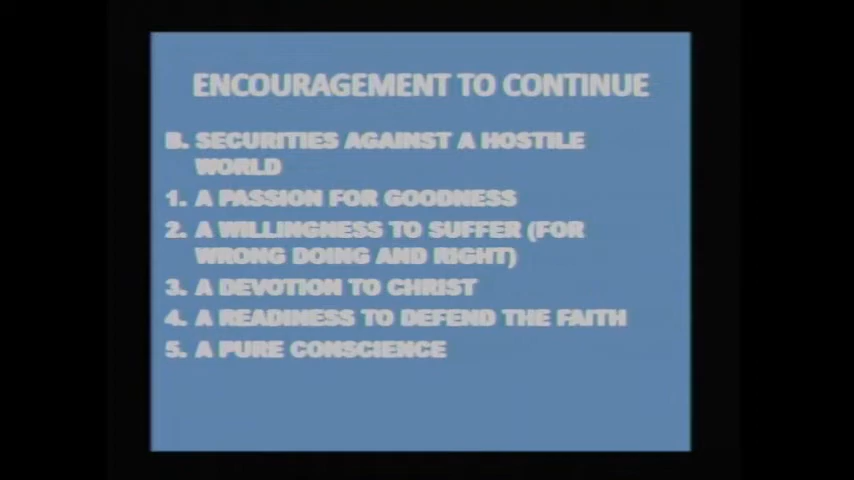 ENCOURAGEMENT TO CONTINUE
B. SECURITIES AGAINST A HOSTILE
WORLD
1. A PASSION FOR GOODNESS
2. A WILLINGNESS TO SUFFER (FOR
WRONG DOING AND RIGHT)
3. A DEVOTION TO CHRIST
4. A READINESS TO DEFEND THE FAITH
5. A PURE CONSCIENCE